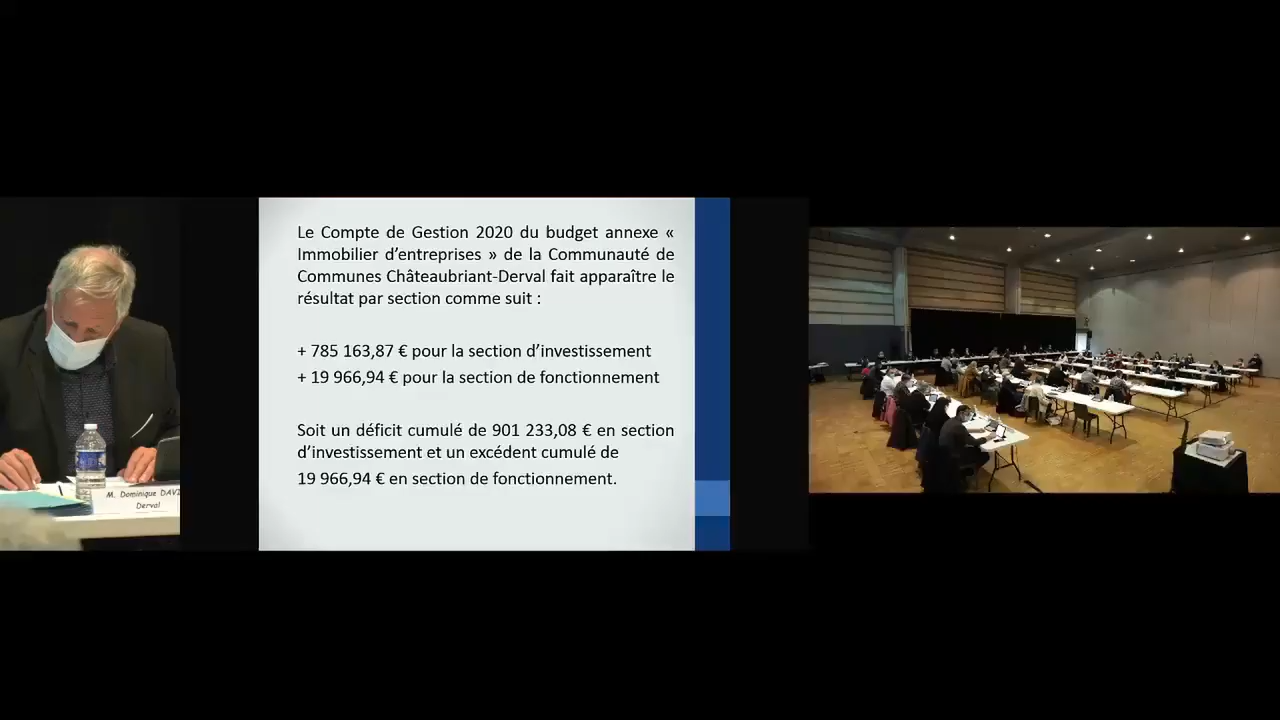 Le Compte de Gestion 2020 du budget annexe «
Immobilier d’entreprises » de la Communauté de
Communes Châteaubriant-Derval fait apparaître le
résultat par section comme suit :
+ 785 163,87 € pour la section d’investissement
+ 19 966,94 € pour la section de fonctionnement
Soit un déficit cumulé de 901 233,08 € en section
d’investissement et un excédent cumulé de
19 966,94 € en section de fonctionnement.
M. Dominique DAVI
Derval